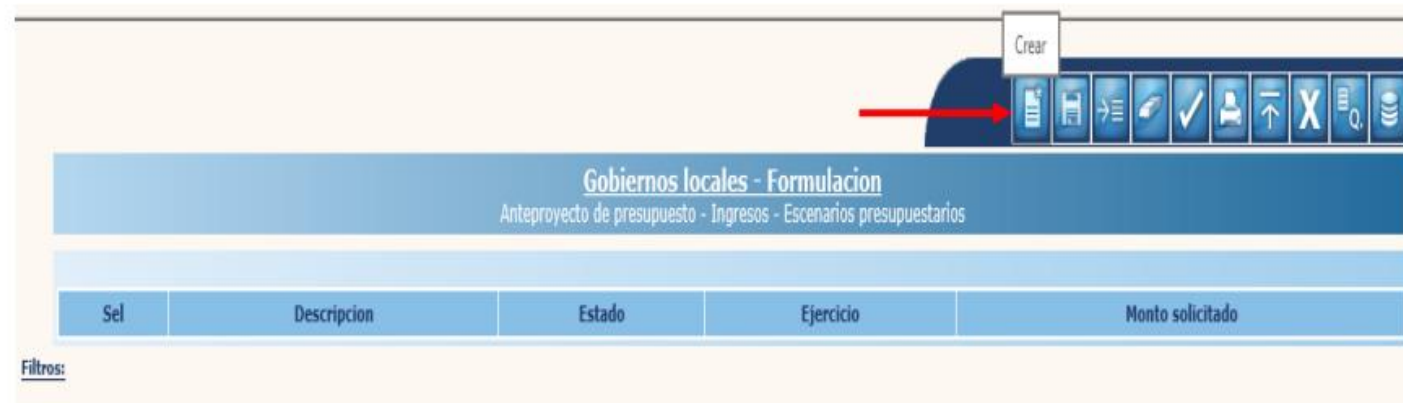 Crear
Gobiernos locales - Formulacion
Anteproyecto de presupuesto - Ingresos - Escenarios presupuestarios
Sel Descripcion Estado Ejercicio Monto solicitado
Filtros: